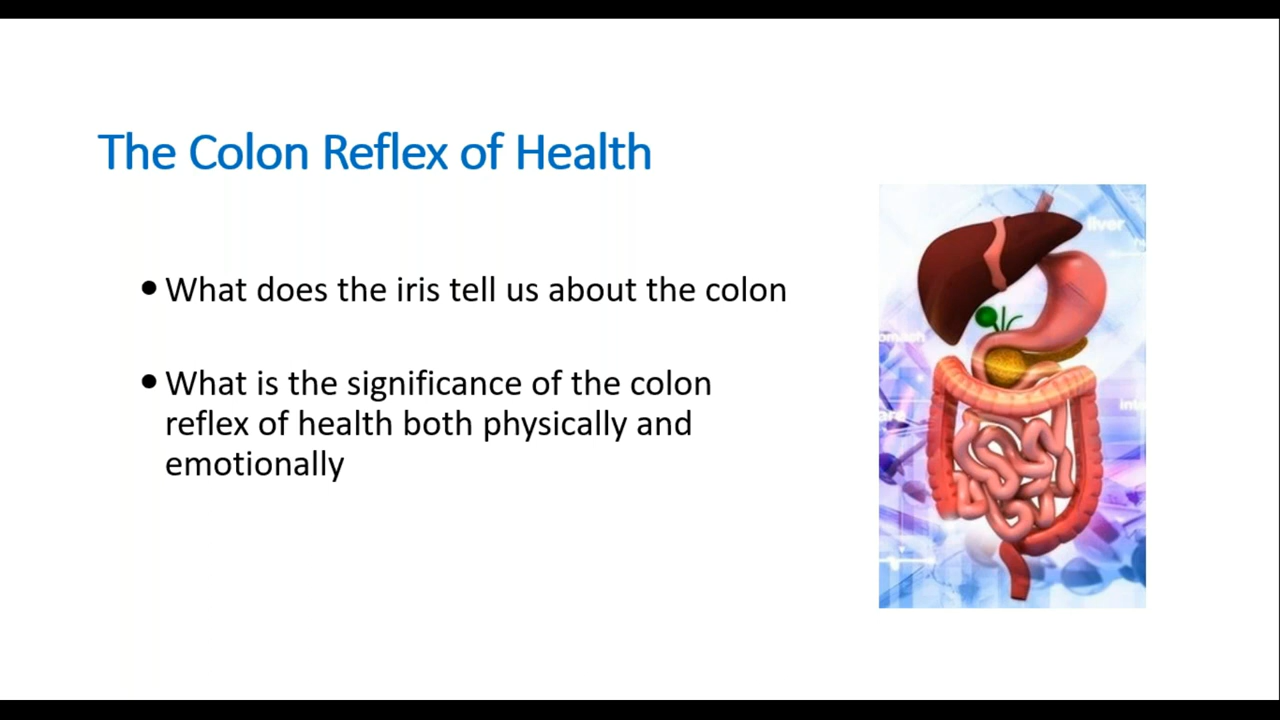 The Colon Reflex of Health
• What does the iris tell us about the colon
• What is the significance of the colon
reflex of health both physically and
emotionally
liver